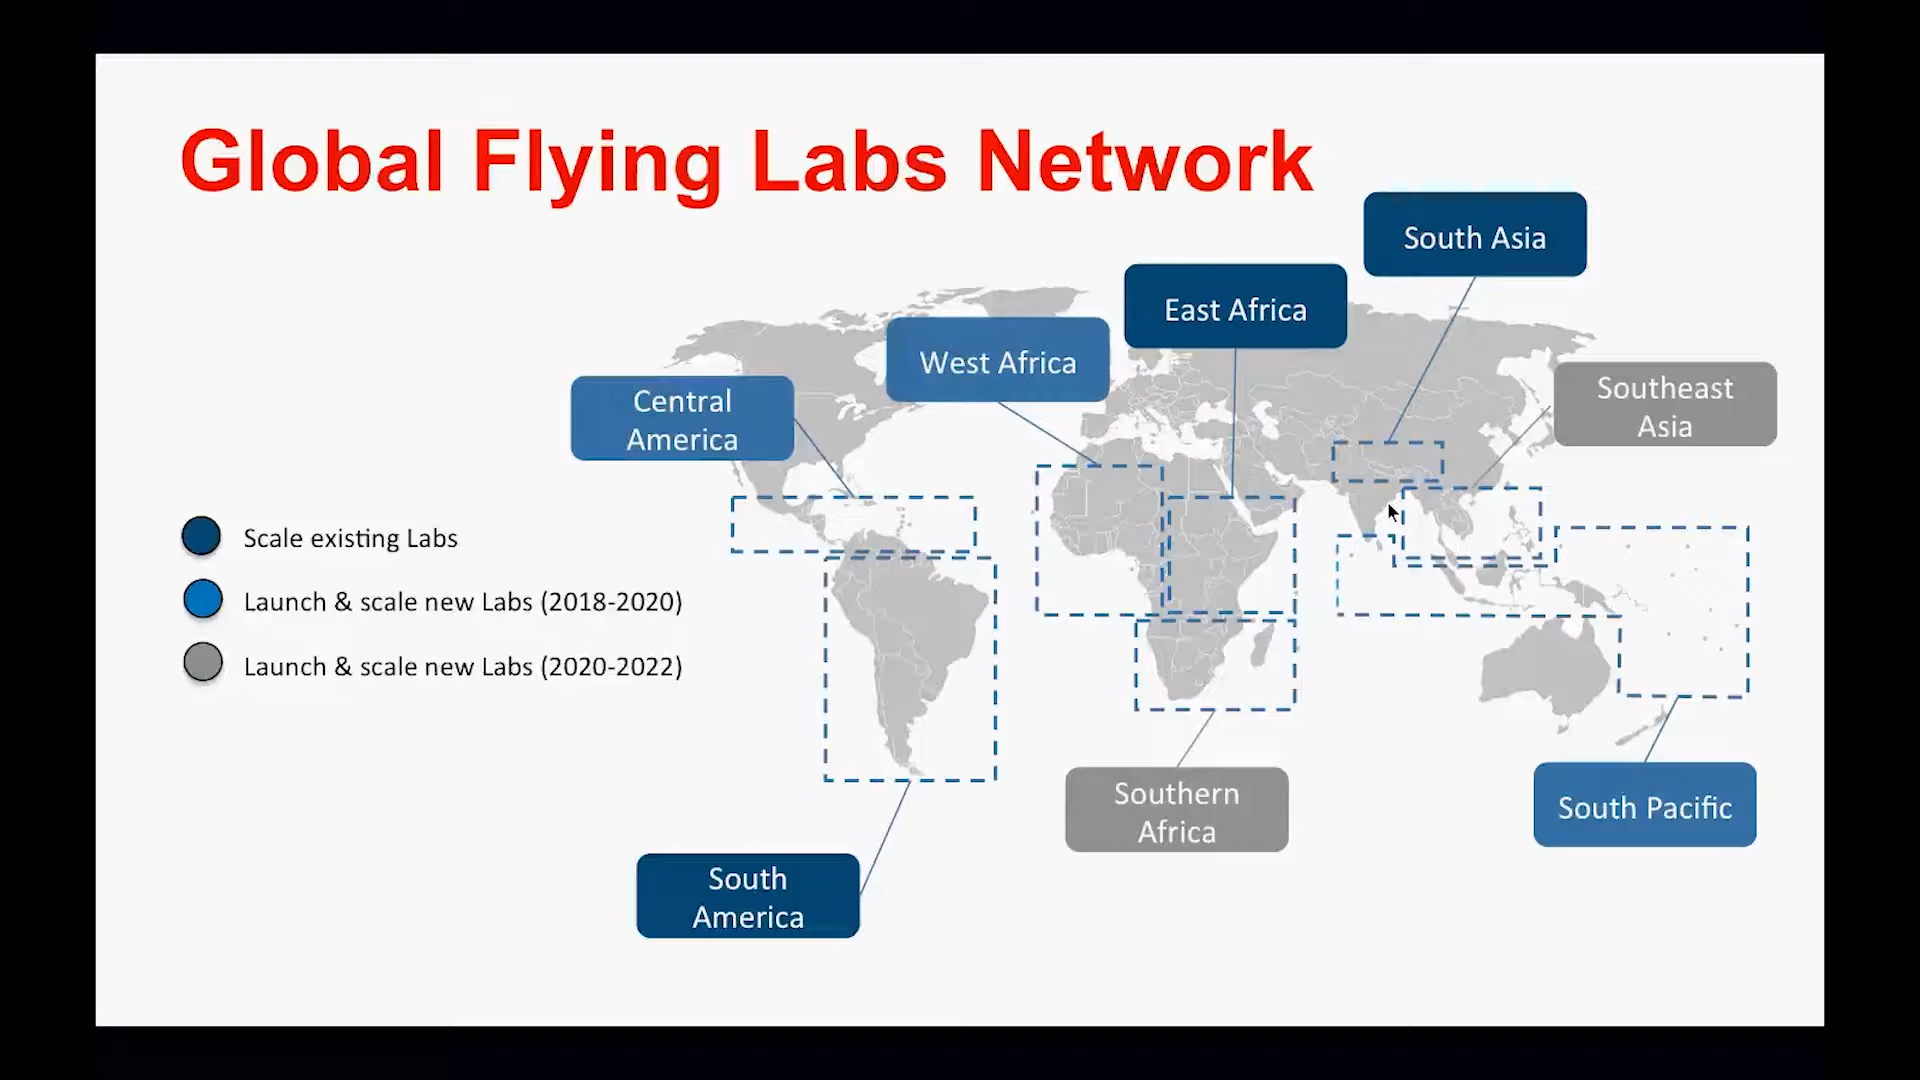 Global Flying Labs Network
South Asia
East Africa
West Africa
Central
America
Southeast
Asia
Scale existing Labs
Launch & scale new Labs (2018-2020)
Launch & scale new Labs (2020-2022)
Southern
Africa
South Pacific
South
America